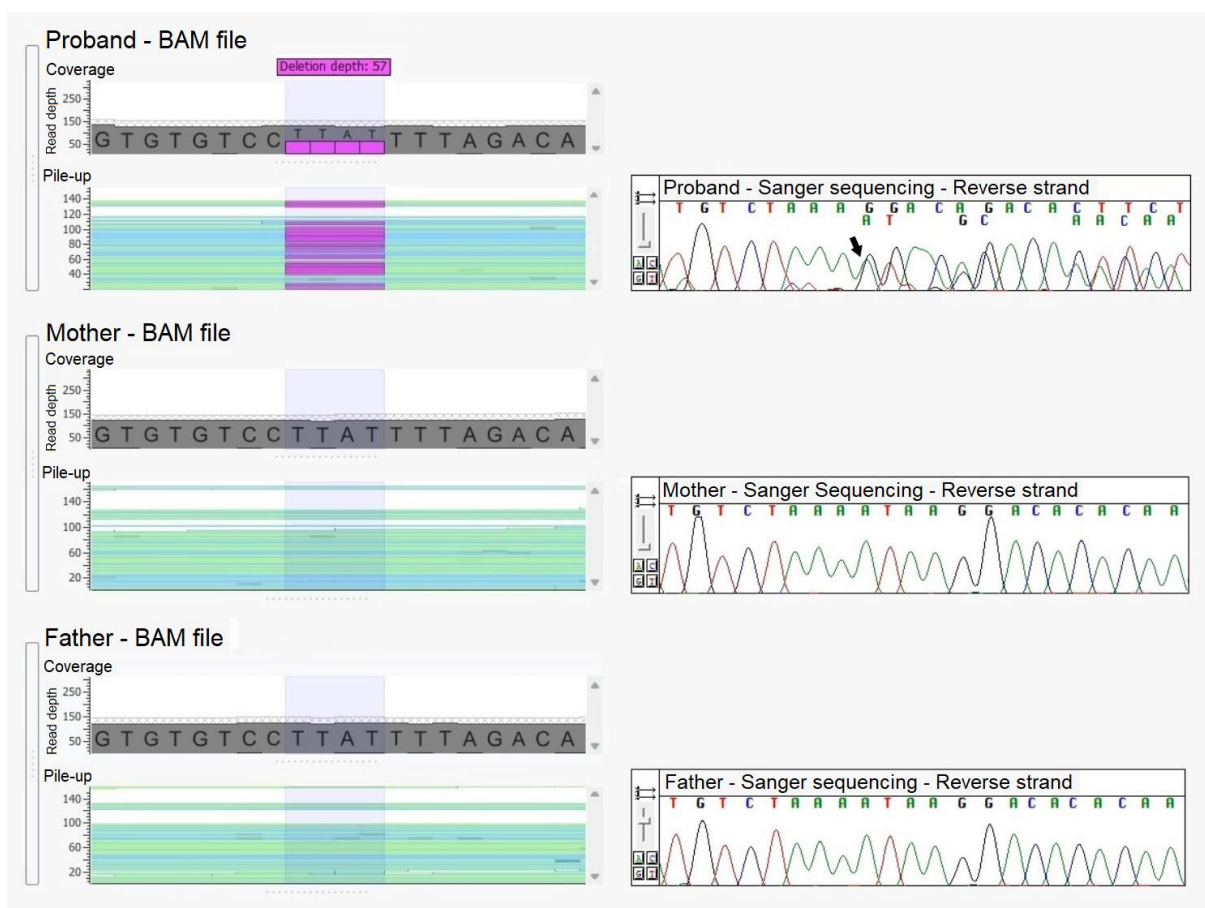 Proband - BAM file
Coverage
Deletion depth: 57
Read depth
250
150
50
G T G T G T C C T T A T T T T A G A C A
Pile-up
140
120
100
80
60
40
Proband - Sanger sequencing - Reverse strand
T G T C T A A A G G A C A G A C A C T T C T
A T G C A A C A A
A C
G T
Mother - BAM file
Coverage
Read depth
250
150
50
G T G T G T C C T T A T T T T A G A C A
Pile-up
140
100
60
20
Mother - Sanger Sequencing - Reverse strand
T G T C T A A A A T A A G G A C A C A C A A
A C
G T
Father - BAM file
Coverage
Read depth
250
150
50
G T G T G T C C T T A T T T T A G A C A
Pile-up
140
100
60
20
Father - Sanger sequencing - Reverse strand
T G T C T A A A A T A A G G A C A C A C A A
A C
G T